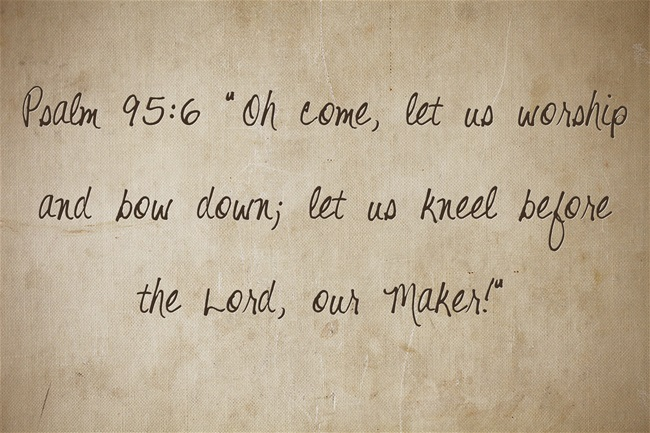 Psalm 95:6 "Oh come, let us worship
and bow down; let us kneel before
the Lord, our Maker!"